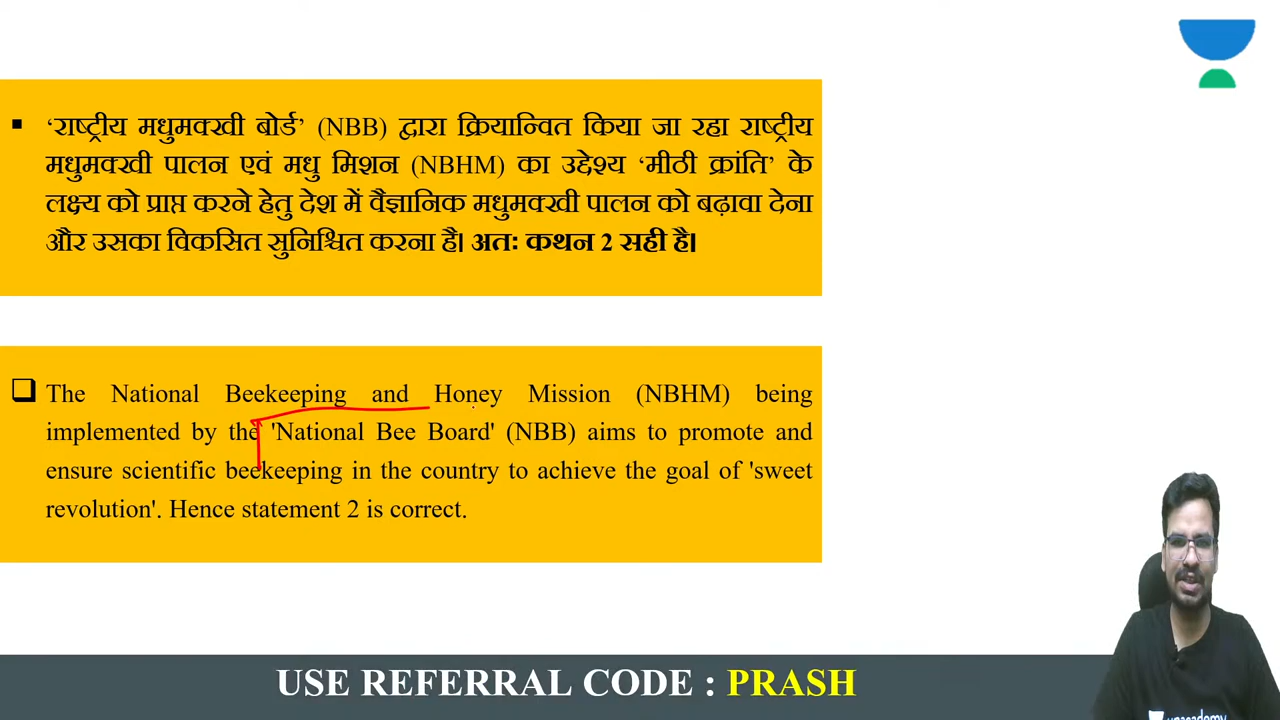 ▪ ‘राष्ट्रीय मधुमक्खी बोर्ड’ (NBB) द्वारा क्रियान्वित किया जा रहा राष्ट्रीय
मधुमक्खी पालन एवं मधु मिशन (NBHM) का उद्देश्य ‘मीठी क्रांति’ के
लक्ष्य को प्राप्त करने हेतु देश में वैज्ञानिक मधुमक्खी पालन को बढ़ावा देना
और उसका विकसित सुनिश्चित करना है। अतः कथन 2 सही है।
❑ The National Beekeeping and Honey Mission (NBHM) being
implemented by the 'National Bee Board' (NBB) aims to promote and
ensure scientific beekeeping in the country to achieve the goal of 'sweet
revolution'. Hence statement 2 is correct.
USE REFERRAL CODE : PRASH
unacademy